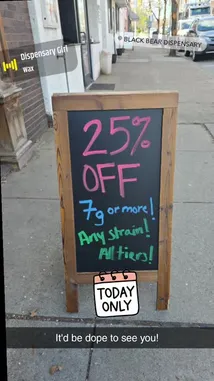 © BLACK BEAR DISPENSARY
Dispensary Girl
wax
25%
OFF
7g or more!
Any strain!
All tiers!
TODAY
ONLY
It'd be dope to see you!